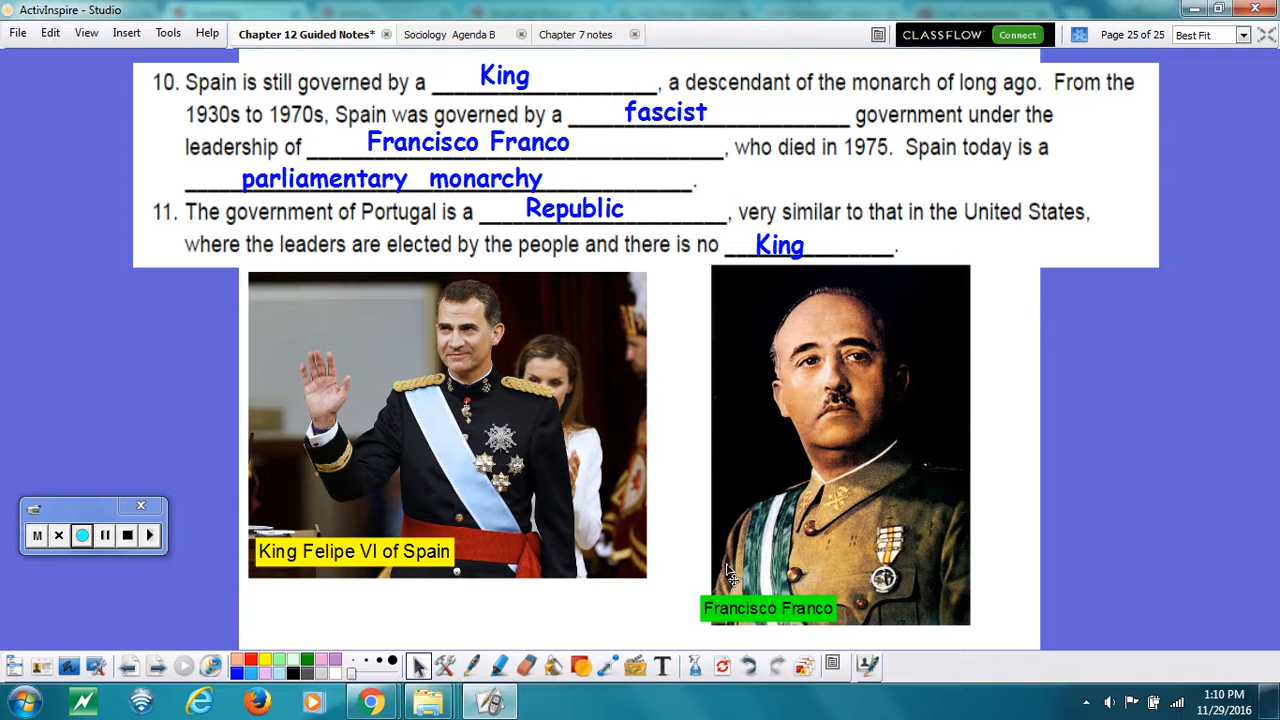 ActivInspire - Studio
File Edit View Insert Tools Help Chapter 12 Guided Notes* Sociology Agenda B Chapter 7 notes CLASSFLOW Connect Page 25 of 25 Best Fit
10. Spain is still governed by a King, a descendant of the monarch of long ago. From the
1930s to 1970s, Spain was governed by a fascist government under the
leadership of Francisco Franco, who died in 1975. Spain today is a
parliamentary monarchy.
11. The government of Portugal is a Republic, very similar to that in the United States,
where the leaders are elected by the people and there is no King.
M
King Felipe VI of Spain
Francisco Franco
T
1:10 PM
11/29/2016